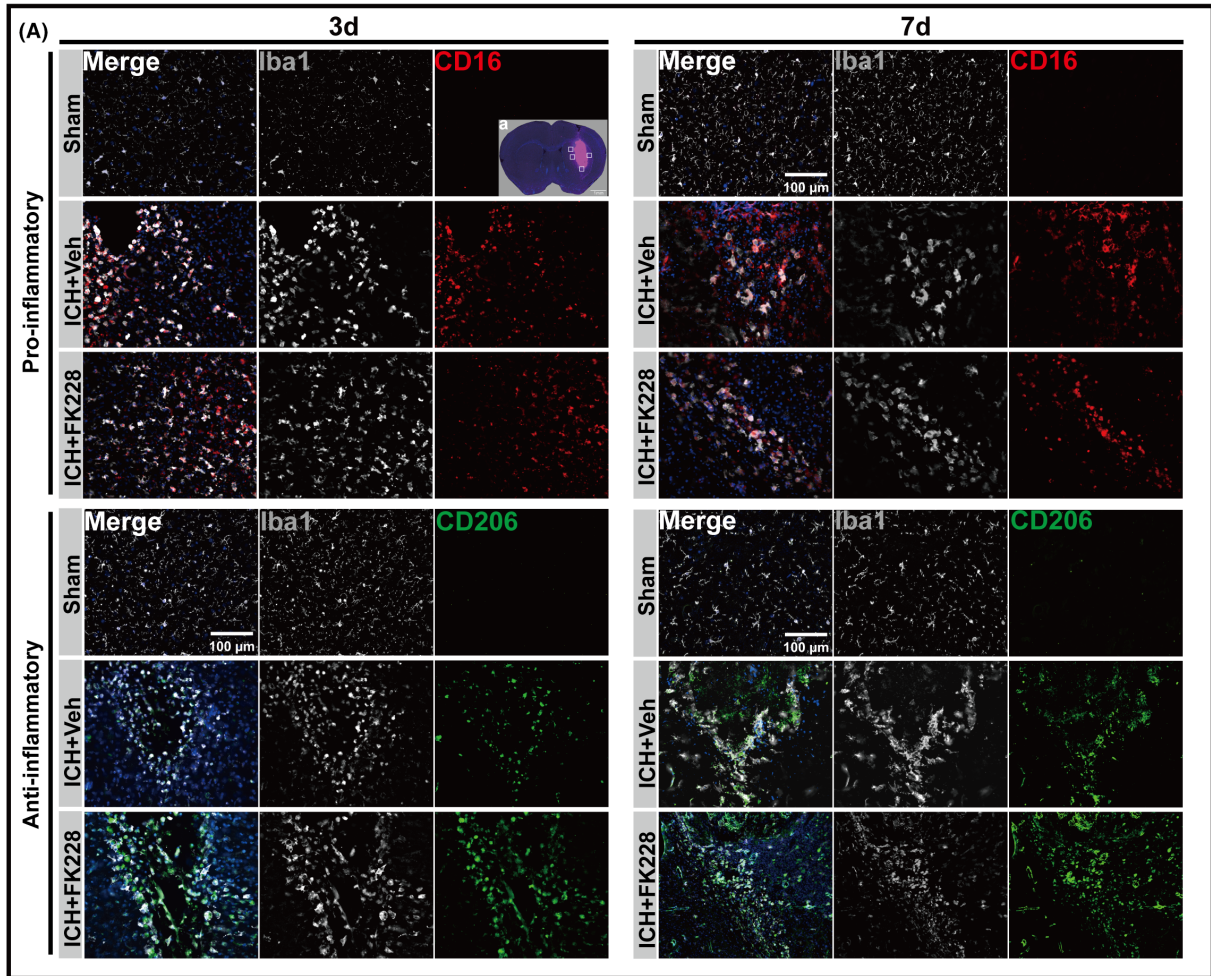 (A)
3d
7d
Pro-inflammatory
Merge
Iba1
CD16
Merge
Iba1
CD16
Sham
a
Sham
100 µm
ICH+Veh
ICH+Veh
ICH+FK228
ICH+FK228
Anti-inflammatory
Merge
Iba1
CD206
Merge
Iba1
CD206
Sham
100 µm
Sham
100 µm
ICH+Veh
ICH+Veh
ICH+FK228
ICH+FK228